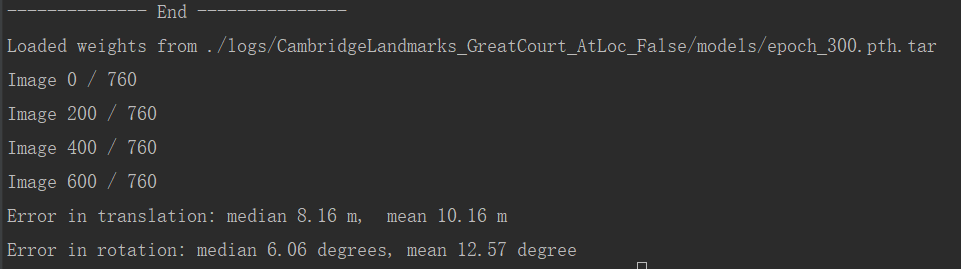 -------------- End ---------------
Loaded weights from ./logs/CambridgeLandmarks_GreatCourt_AtLoc_False/models/epoch_300.pth.tar
Image 0 / 760
Image 200 / 760
Image 400 / 760
Image 600 / 760
Error in translation: median 8.16 m,  mean 10.16 m
Error in rotation: median 6.06 degrees, mean 12.57 degree